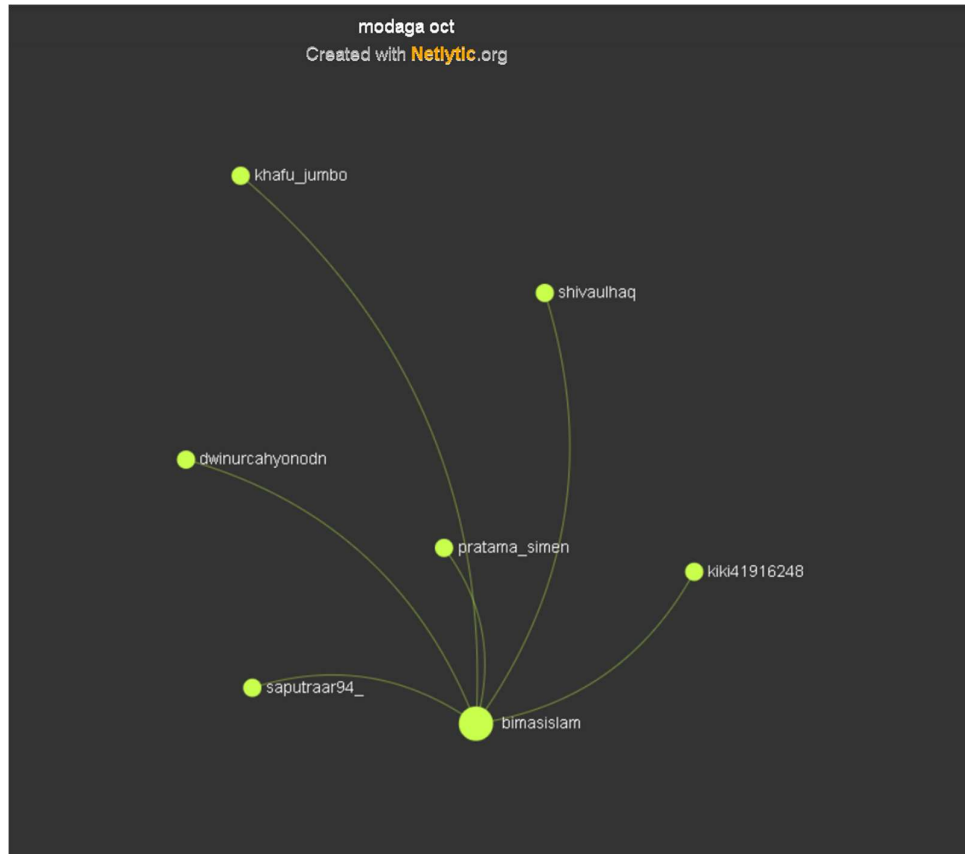 modaga oct
Created with Netlytic.org
khafu_jumbo
shivaulhaq
dwinurcahyonodn
pratama_simen
kiki41916248
saputraar94_
bimasislam